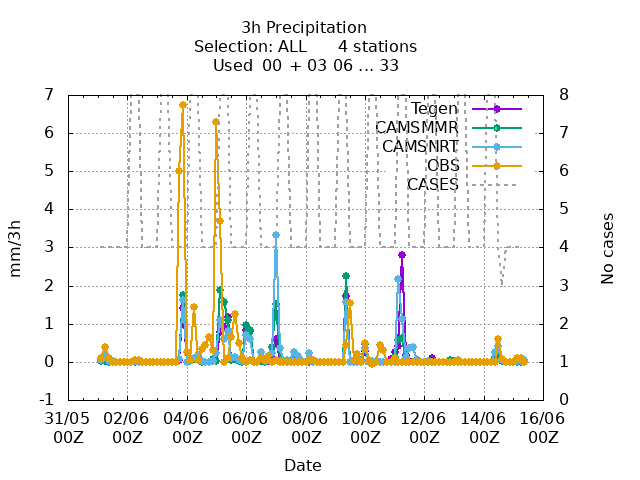 3h Precipitation
Selection: ALL 4 stations
Used 00 + 03 06 ... 33
7 8
Tegen
6 7
CAMSMMR
CAMSNRT
OBS
CASES
5 6
4 5
3 4
2 3
1 2
0 1
-1 0
mm/3h
No cases
31/05 02/06 04/06 06/06 08/06 10/06 12/06 14/06 16/06
00Z 00Z 00Z 00Z 00Z 00Z 00Z 00Z 00Z
Date